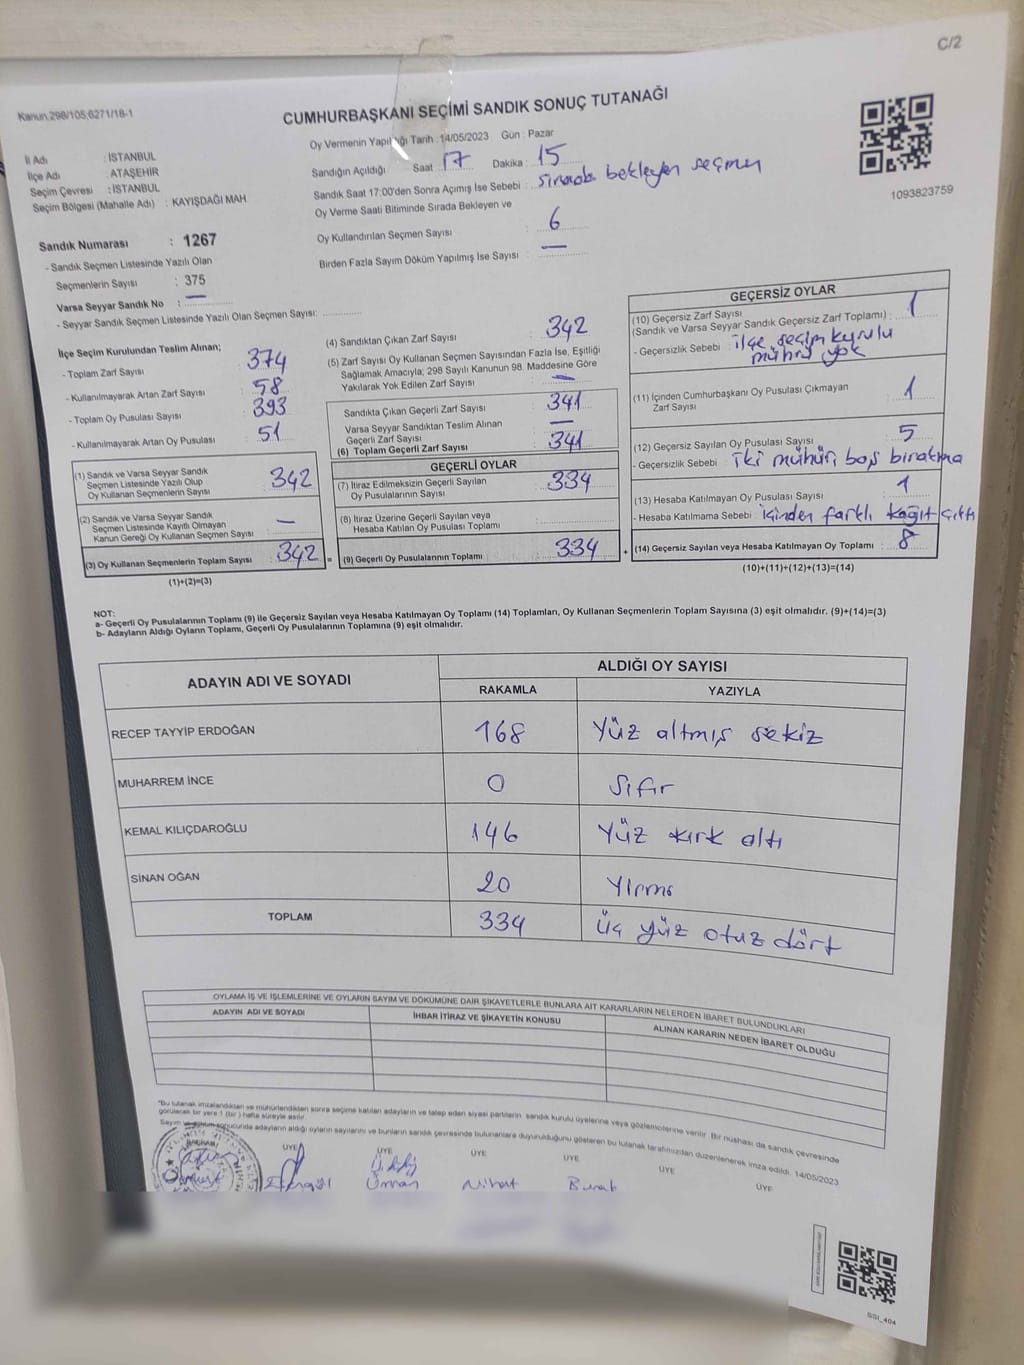 C/2
Kanun.298/105;6271/18-1
CUMHURBAŞKANI SEÇİMİ SANDIK SONUÇ TUTANAĞI
Oy Vermenin Yapıldığı Tarih : 14/05/2023 Gün : Pazar
İl Adı : İSTANBUL
İlçe Adı : ATAŞEHİR
Seçim Çevresi : İSTANBUL
Seçim Bölgesi (Mahalle Adı) : KAYIŞDAĞI MAH.
Sandığın Açıldığı Saat : 17 Dakika : 15
Sandık Saat 17:00'den Sonra Açımış İse Sebebi : Sırada bekleyen seçmen
Oy Verme Saati Bitiminde Sırada Bekleyen ve
Oy Kullandırılan Seçmen Sayısı : 6
Birden Fazla Sayım Döküm Yapılmış İse Sayısı : —
1093823759
Sandık Numarası : 1267
- Sandık Seçmen Listesinde Yazılı Olan
Seçmenlerin Sayısı : 375
Varsa Seyyar Sandık No : —
- Seyyar Sandık Seçmen Listesinde Yazılı Olan Seçmen Sayısı:
İlçe Seçim Kurulundan Teslim Alınan;
- Toplam Zarf Sayısı : 374
- Kullanılmayarak Artan Zarf Sayısı : 58
- Toplam Oy Pusulası Sayısı : 393
- Kullanılmayarak Artan Oy Pusulası : 51
(1) Sandık ve Varsa Seyyar Sandık
Seçmen Listesinde Yazılı Olup
Oy Kullanan Seçmenlerin Sayısı : 342
(2) Sandık ve Varsa Seyyar Sandık
Seçmen Listesinde Kayıtlı Olmayan
Kanun Gereği Oy Kullanan Seçmen Sayısı : —
(3) Oy Kullanan Seçmenlerin Toplam Sayısı : 342 =
(1)+(2)=(3)
(4) Sandıktan Çıkan Zarf Sayısı : 342
(5) Zarf Sayısı Oy Kullanan Seçmen Sayısından Fazla İse, Eşitliği
Sağlamak Amacıyla; 298 Sayılı Kanunun 98. Maddesine Göre
Yakılarak Yok Edilen Zarf Sayısı : —
Sandıkta Çıkan Geçerli Zarf Sayısı : 341
Varsa Seyyar Sandıktan Teslim Alınan
Geçerli Zarf Sayısı : —
(6) Toplam Geçerli Zarf Sayısı : 341
GEÇERLİ OYLAR
(7) İtiraz Edilmeksizin Geçerli Sayılan
Oy Pusulalarının Sayısı : 334
(8) İtiraz Üzerine Geçerli Sayılan veya
Hesaba Katılan Oy Pusulası Toplamı :
(9) Geçerli Oy Pusulalarının Toplamı : 334 +
GEÇERSİZ OYLAR
(10) Geçersiz Zarf Sayısı
(Sandık ve Varsa Seyyar Sandık Geçersiz Zarf Toplamı) : 1
- Geçersizlik Sebebi : ilçe seçim kurulu
mührü yok
(11) İçinden Cumhurbaşkanı Oy Pusulası Çıkmayan
Zarf Sayısı : 1
(12) Geçersiz Sayılan Oy Pusulası Sayısı : 5
- Geçersizlik Sebebi : iki mühür, boş bıratma
(13) Hesaba Katılmayan Oy Pusulası Sayısı : 1
- Hesaba Katılmama Sebebi : içinden farklı kağıt çıktı
(14) Geçersiz Sayılan veya Hesaba Katılmayan Oy Toplamı : 8
(10)+(11)+(12)+(13)=(14)
NOT:
a- Geçerli Oy Pusulalarının Toplamı (9) ile Geçersiz Sayılan veya Hesaba Katılmayan Oy Toplamı (14) Toplamları, Oy Kullanan Seçmenlerin Toplam Sayısına (3) eşit olmalıdır. (9)+(14)=(3)
b- Adayların Aldığı Oyların Toplamı, Geçerli Oy Pusulalarının Toplamına (9) eşit olmalıdır.
ADAYIN ADI VE SOYADI ALDIĞI OY SAYISI
RAKAMLA YAZIYLA
RECEP TAYYİP ERDOĞAN 168 Yüz altmış sekiz
MUHARREM İNCE 0 Sıfır
KEMAL KILIÇDAROĞLU 146 Yüz kırk altı
SİNAN OĞAN 20 Yirmi
TOPLAM 334 Üç yüz otuz dört
OYLAMA İŞ VE İŞLEMLERİNE VE OYLARIN SAYIM VE DÖKÜMÜNE DAİR ŞİKAYETLERLE BUNLARA AİT KARARLARIN NELERDEN İBARET BULUNDUKLARI
ADAYIN ADI VE SOYADI İHBAR İTİRAZ VE ŞİKAYETİN KONUSU ALINAN KARARIN NEDEN İBARET OLDUĞU
"Bu tutanak imzalandıktan ve mühürlendikten sonra seçime katılan adayların ve talep eden siyasi partilerin sandık kurulu üyelerine veya gözlemcilerine verilir. Bir nüshası da sandık çevresinde
görülecek bir yere 1 (bir) hafta süreyle asılır.
Sayım ve döküm sonucunda adayların aldığı oyların sayılarını ve bunların sandık çevresinde bulunanlara duyurulduğunu gösteren bu tutanak tarafımızdan düzenlenerek imza edildi. 14/05/2023
BAŞKAN ÜYE ÜYE ÜYE ÜYE ÜYE ÜYE
Nihat Burak
SSI_404